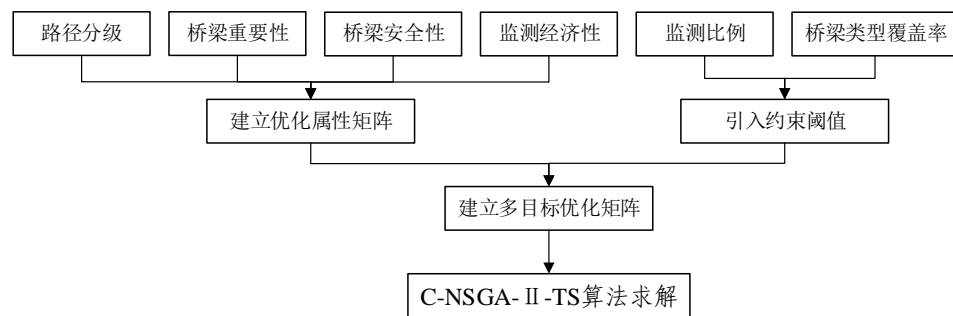 路径分级
桥梁重要性
桥梁安全性
监测经济性
监测比例
桥梁类型覆盖率
建立优化属性矩阵
引入约束阈值
建立多目标优化矩阵
C-NSGA-Ⅱ-TS算法求解